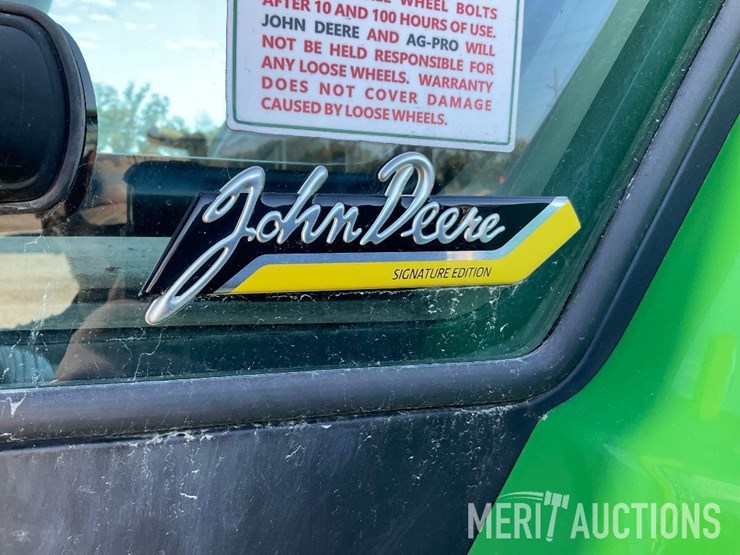 WHEEL BOLTS
AFTER 10 AND 100 HOURS OF USE.
JOHN DEERE AND AG-PRO WILL
NOT BE HELD RESPONSIBLE FOR
ANY LOOSE WHEELS. WARRANTY
DOES NOT COVER DAMAGE
CAUSED BY LOOSE WHEELS.
John Deere
SIGNATURE EDITION
MERIT AUCTIONS